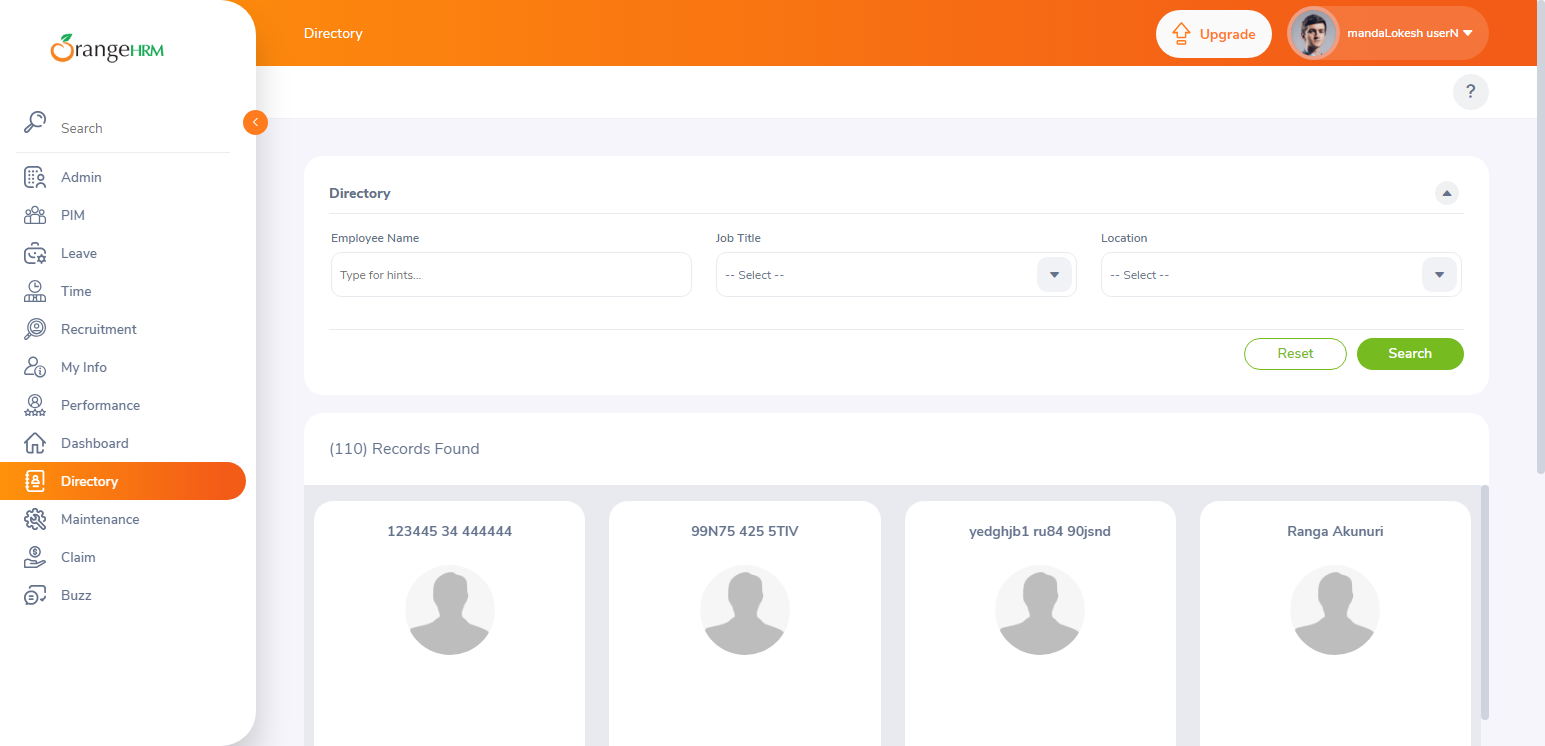 OrangeHRM
Directory
Upgrade
mandaLokesh userN
?
Search
Admin
PIM
Leave
Time
Recruitment
My Info
Performance
Dashboard
Directory
Maintenance
Claim
Buzz
Directory
Employee Name
Job Title
Location
Type for hints...
-- Select --
-- Select --
Reset
Search
(110) Records Found
123445 34 444444
99N75 425 5TIV
yedghjb1 ru84 90jsnd
Ranga Akunuri